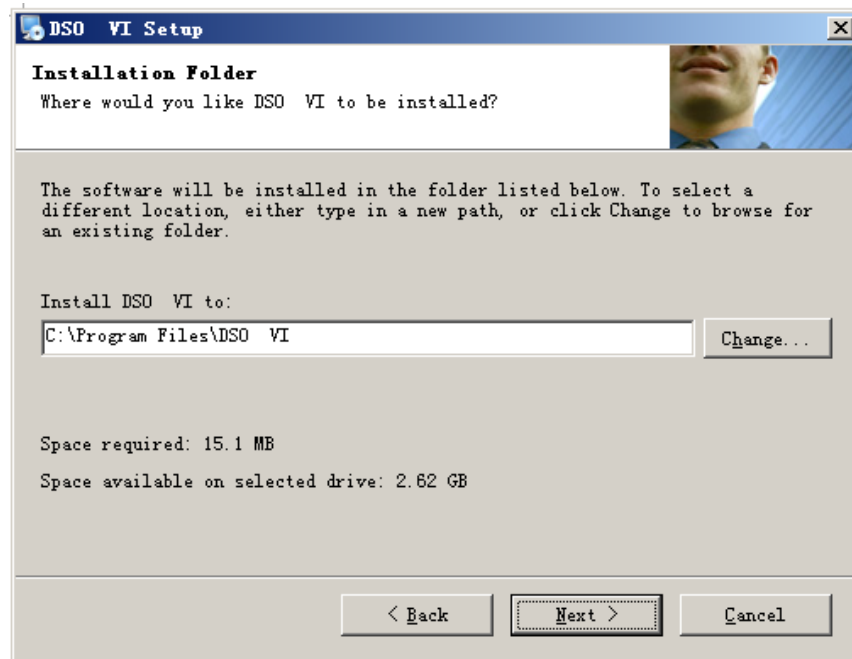 DSO  VI Setup
Installation Folder
Where would you like DSO  VI to be installed?
The software will be installed in the folder listed below. To select a
different location, either type in a new path, or click Change to browse for
an existing folder.
Install DSO  VI to:
C:\Program Files\DSO  VI
Change...
Space required: 15.1 MB
Space available on selected drive: 2.62 GB
< Back
Next >
Cancel